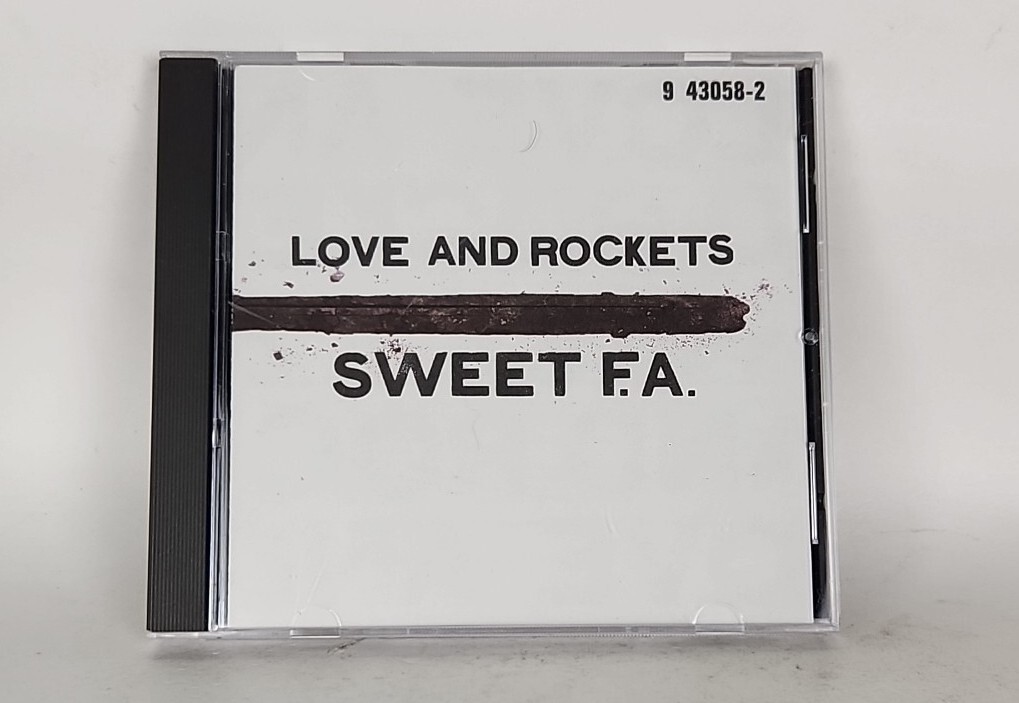 9 43058-2
LOVE AND ROCKETS
SWEET F.A.